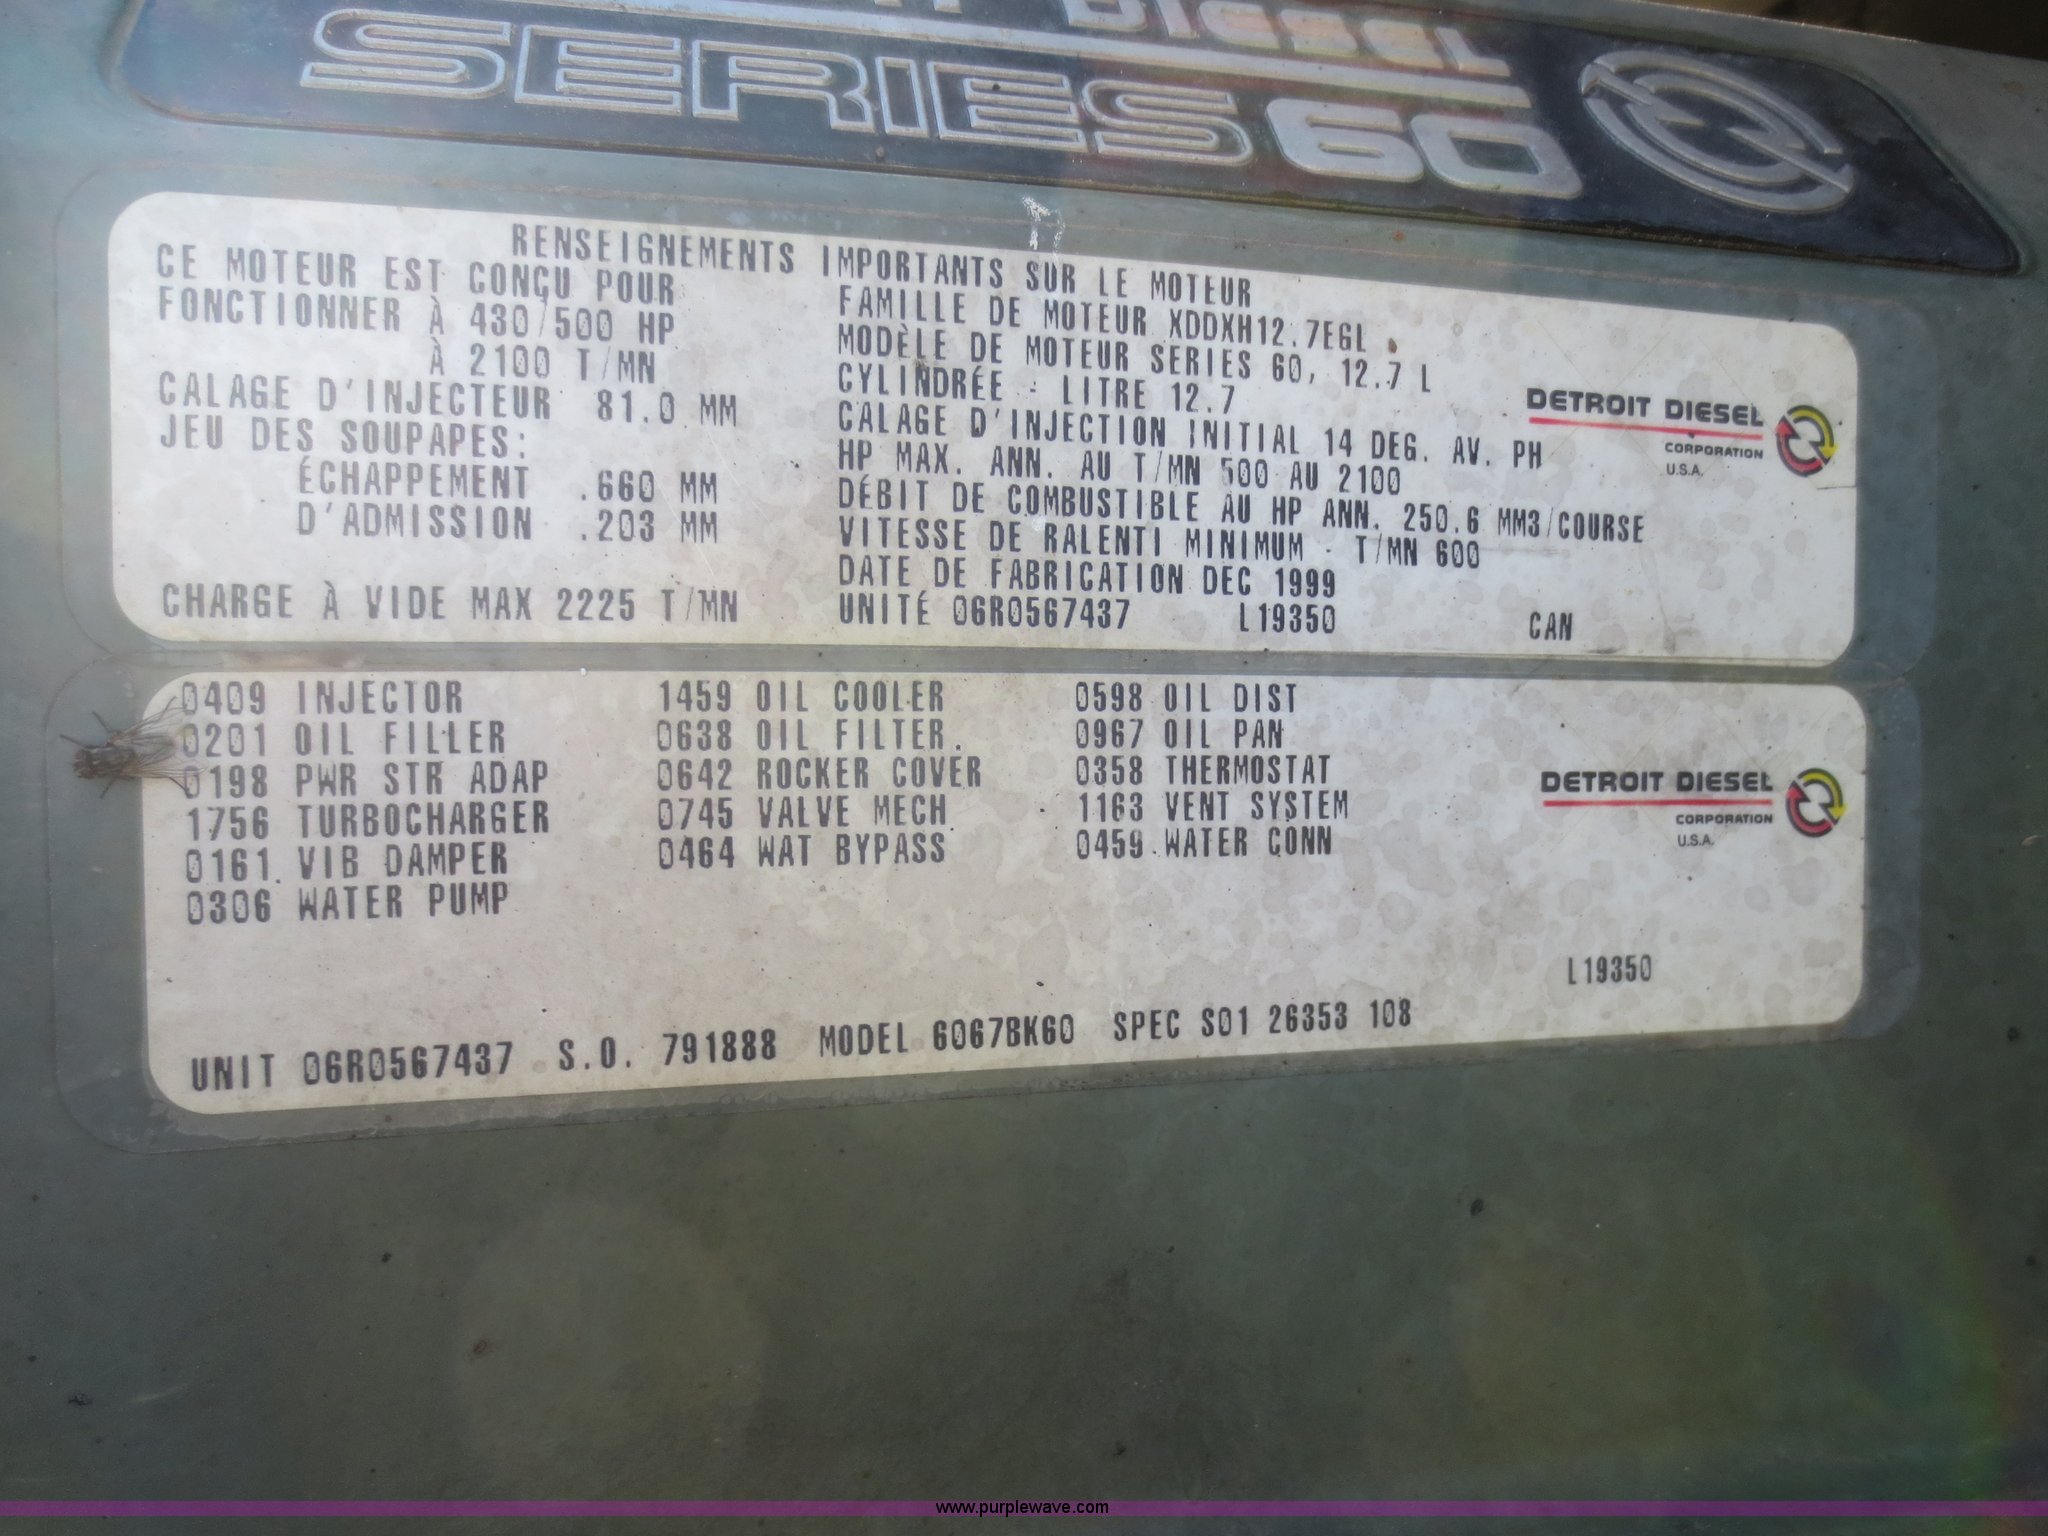 DIESEL
SERIES 60
RENSEIGNEMENTS IMPORTANTS SUR LE MOTEUR
CE MOTEUR EST CONÇU POUR
FONCTIONNER À 430/500 HP
À 2100 T/MN
CALAGE D'INJECTEUR 81.0 MM
JEU DES SOUPAPES:
ÉCHAPPEMENT .660 MM
D'ADMISSION .203 MM
CHARGE À VIDE MAX 2225 T/MN
FAMILLE DE MOTEUR XDDXH12.7EGL
MODÈLE DE MOTEUR SERIES 60, 12.7 L
CYLINDRÉE - LITRE 12.7
CALAGE D'INJECTION INITIAL 14 DEG. AV. PH
HP MAX. ANN. AU T/MN 500 AU 2100
DÉBIT DE COMBUSTIBLE AU HP ANN. 250.6 MM3/COURSE
VITESSE DE RALENTI MINIMUM - T/MN 600
DATE DE FABRICATION DEC 1999
UNITÉ 06R0567437 L19350 CAN
DETROIT DIESEL
CORPORATION
U.S.A.
0409 INJECTOR 1459 OIL COOLER 0598 OIL DIST
0201 OIL FILLER 0638 OIL FILTER 0967 OIL PAN
0198 PWR STR ADAP 0642 ROCKER COVER 0358 THERMOSTAT
1756 TURBOCHARGER 0745 VALVE MECH 1163 VENT SYSTEM
0161 VIB DAMPER 0464 WAT BYPASS 0459 WATER CONN
0306 WATER PUMP
DETROIT DIESEL
CORPORATION
U.S.A.
L19350
UNIT 06R0567437 S.O. 791888 MODEL 6067BK60 SPEC S01 26353 108
www.purplewave.com